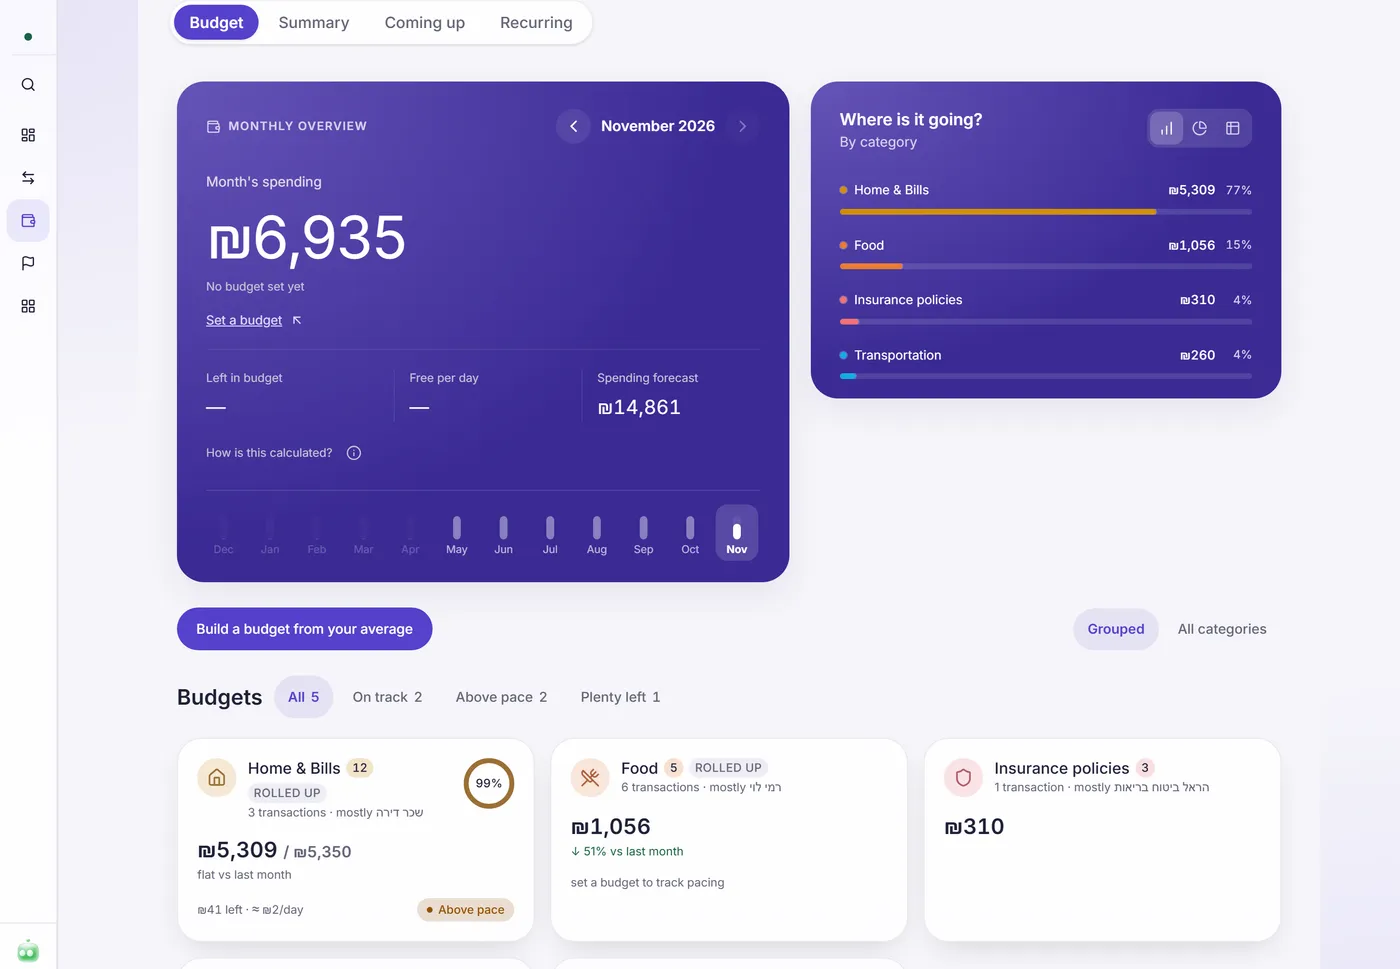 Budget Summary Coming up Recurring
MONTHLY OVERVIEW
November 2026
Month's spending
₪6,935
No budget set yet
Set a budget
Left in budget
—
Free per day
—
Spending forecast
₪14,861
How is this calculated?
Dec Jan Feb Mar Apr May Jun Jul Aug Sep Oct Nov
Where is it going?
By category
Home & Bills ₪5,309 77%
Food ₪1,056 15%
Insurance policies ₪310 4%
Transportation ₪260 4%
Build a budget from your average
Grouped All categories
Budgets All 5 On track 2 Above pace 2 Plenty left 1
Home & Bills 12
ROLLED UP
3 transactions · mostly שכר דירה
99%
₪5,309 / ₪5,350
flat vs last month
₪41 left · ≈ ₪2/day
Above pace
Food 5 ROLLED UP
6 transactions · mostly רמי לוי
₪1,056
↓ 51% vs last month
set a budget to track pacing
Insurance policies 3
1 transaction · mostly הראל ביטוח בריאות
₪310